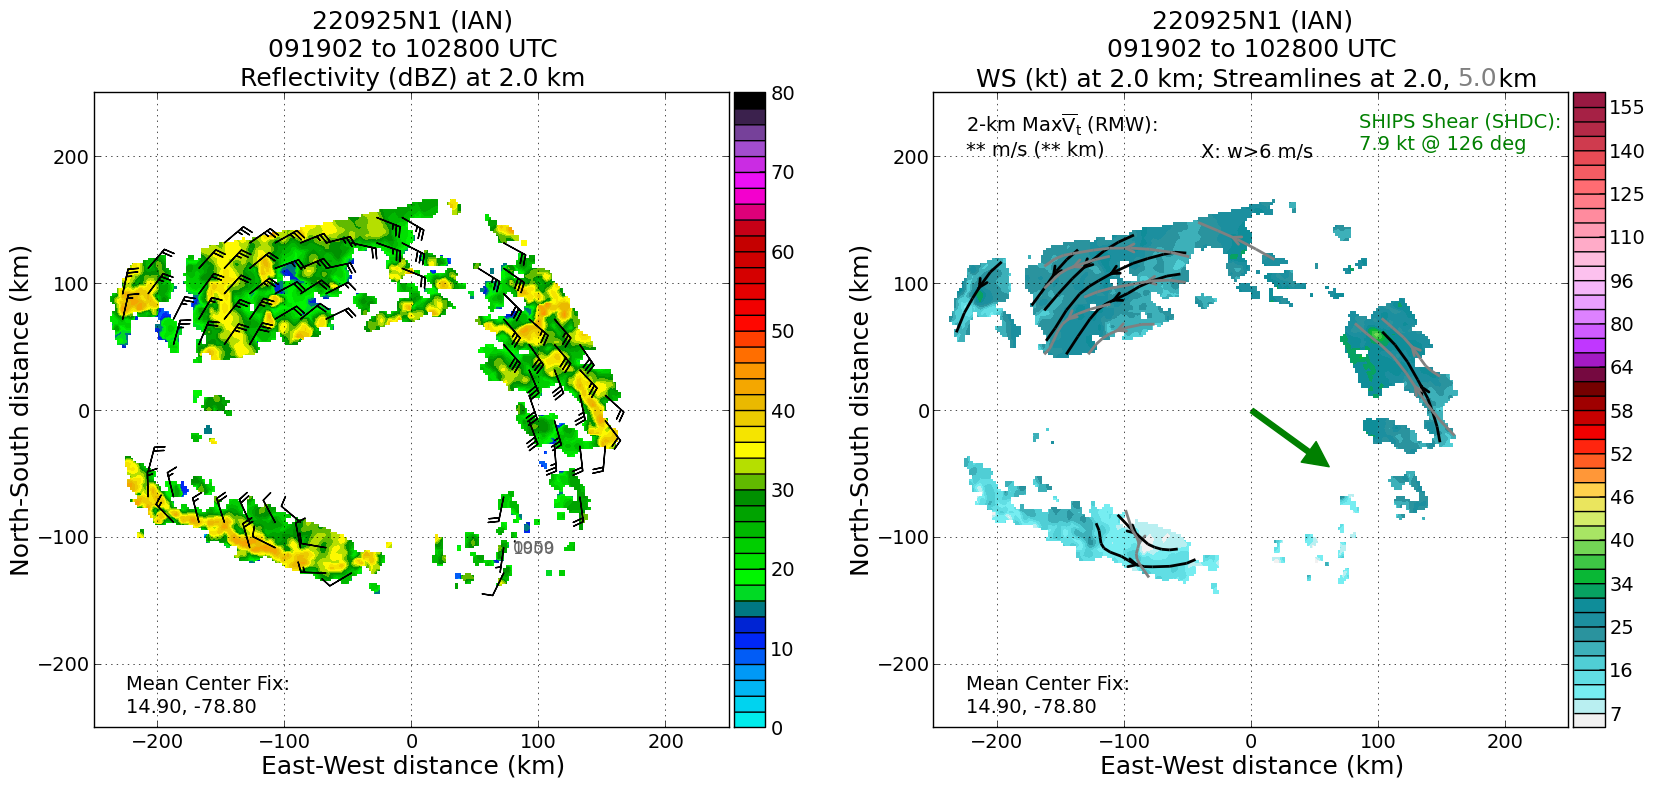 220925N1 (IAN)
091902 to 102800 UTC
Reflectivity (dBZ) at 2.0 km
North-South distance (km)
200
100
0
−100
−200
−200 −100 0 100 200
East-West distance (km)
Mean Center Fix:
14.90, -78.80
80
70
60
50
40
30
20
10
0
220925N1 (IAN)
091902 to 102800 UTC
WS (kt) at 2.0 km; Streamlines at 2.0, 5.0km
North-South distance (km)
200
100
0
−100
−200
−200 −100 0 100 200
East-West distance (km)
2-km MaxV̅t (RMW):
** m/s (** km)
X: w>6 m/s
SHIPS Shear (SHDC):
7.9 kt @ 126 deg
Mean Center Fix:
14.90, -78.80
155
140
125
110
96
80
64
58
52
46
40
34
25
16
7